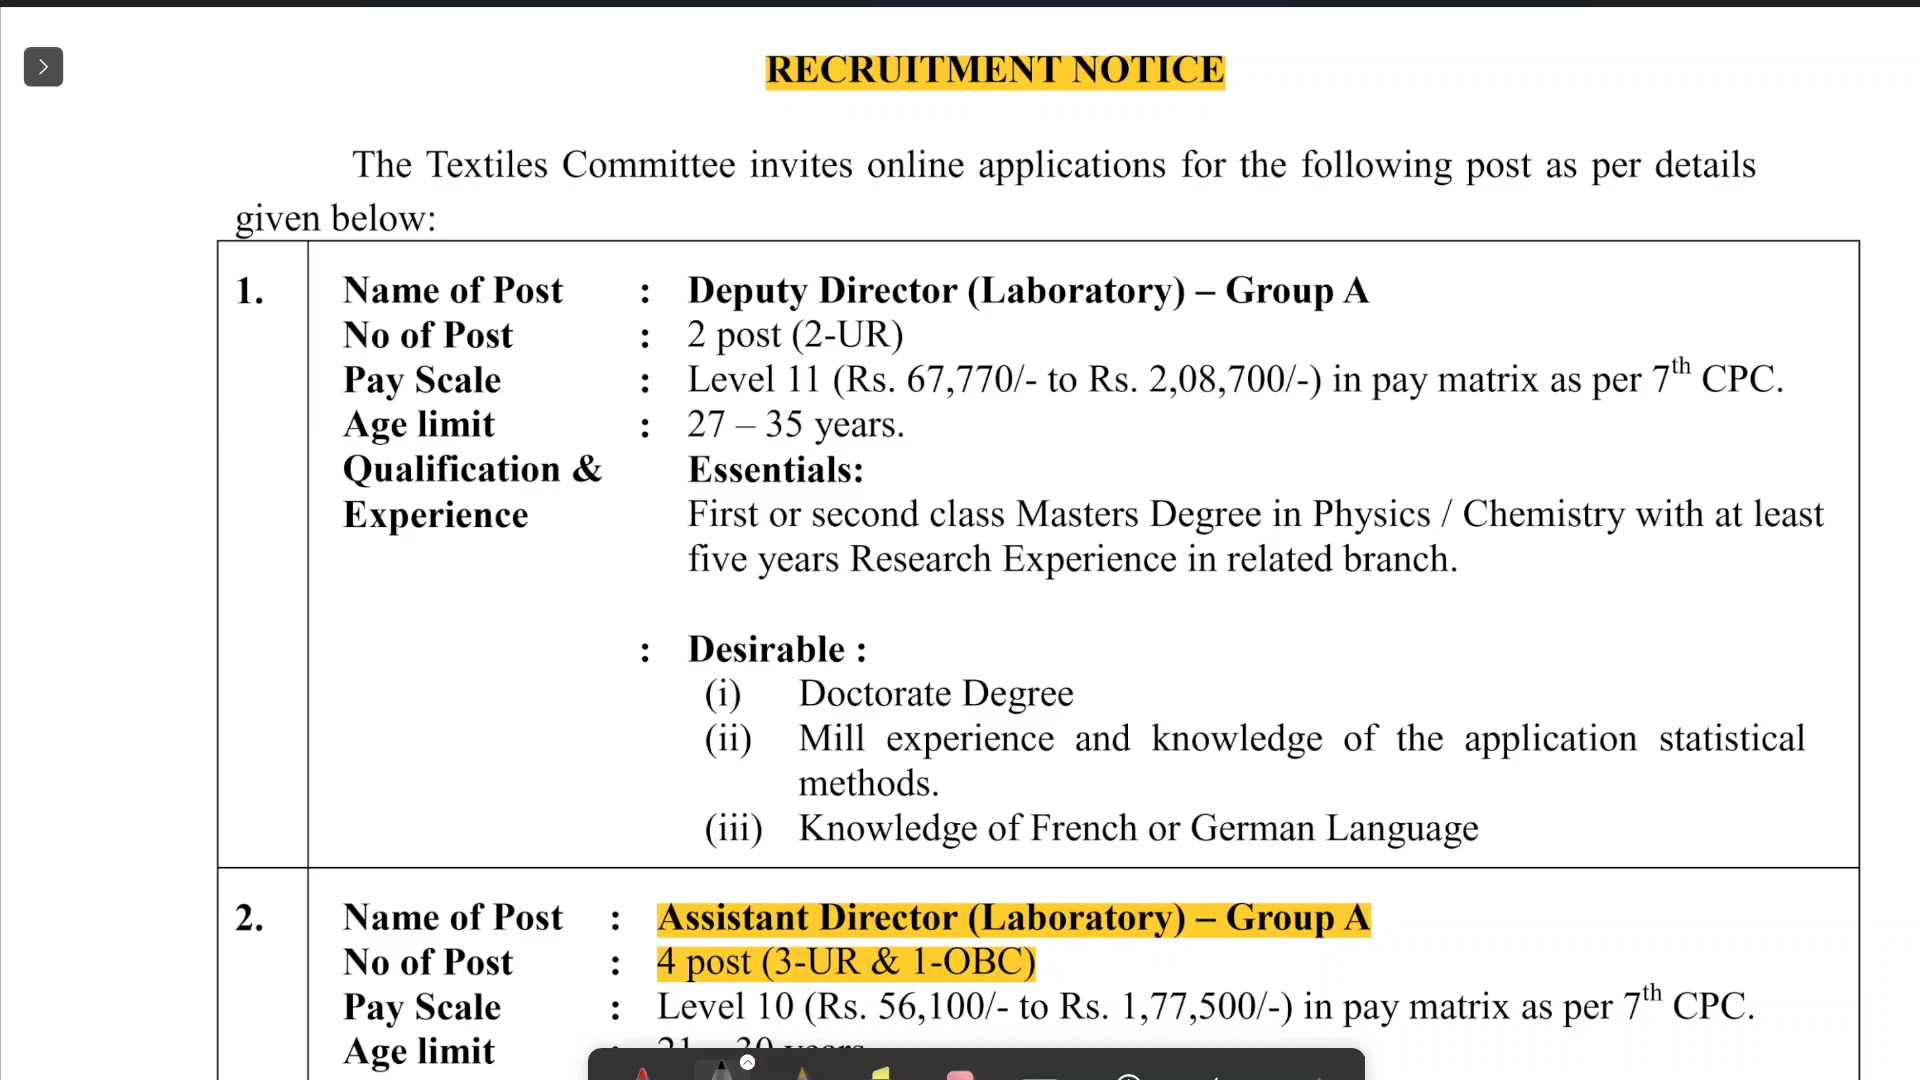 RECRUITMENT NOTICE
The Textiles Committee invites online applications for the following post as per details
given below:
1. Name of Post : Deputy Director (Laboratory) – Group A
No of Post : 2 post (2-UR)
Pay Scale : Level 11 (Rs. 67,770/- to Rs. 2,08,700/-) in pay matrix as per 7th CPC.
Age limit : 27 – 35 years.
Qualification & Essentials:
Experience First or second class Masters Degree in Physics / Chemistry with at least
five years Research Experience in related branch.
: Desirable :
(i) Doctorate Degree
(ii) Mill experience and knowledge of the application statistical
methods.
(iii) Knowledge of French or German Language
2. Name of Post : Assistant Director (Laboratory) – Group A
No of Post : 4 post (3-UR & 1-OBC)
Pay Scale : Level 10 (Rs. 56,100/- to Rs. 1,77,500/-) in pay matrix as per 7th CPC.
Age limit : 21 – 30 years